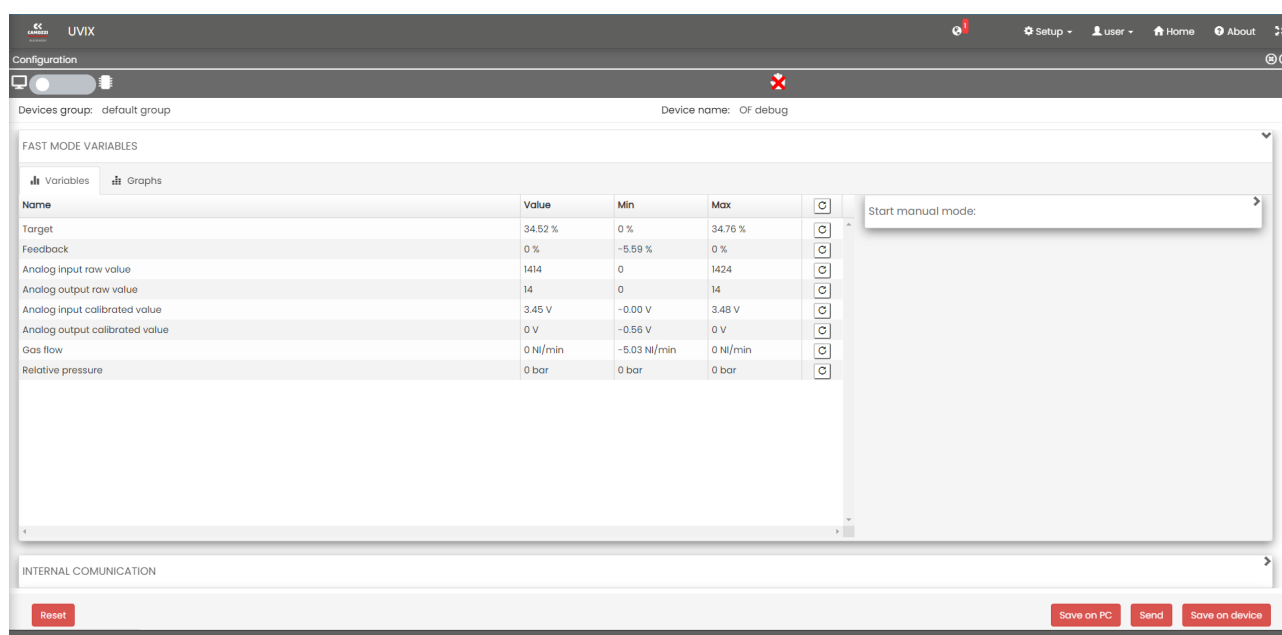 CAMOZZI UVIX 1 Setup user Home About
Configuration
Devices group: default group Device name: OF debug
FAST MODE VARIABLES
Variables Graphs
Name Value Min Max
Start manual mode:
Target 34.52 % 0 % 34.76 %
Feedback 0 % -5.59 % 0 %
Analog input raw value 1414 0 1424
Analog output raw value 14 0 14
Analog input calibrated value 3.45 V -0.00 V 3.48 V
Analog output calibrated value 0 V -0.56 V 0 V
Gas flow 0 Nl/min -5.03 Nl/min 0 Nl/min
Relative pressure 0 bar 0 bar 0 bar
INTERNAL COMUNICATION
Reset Save on PC Send Save on device